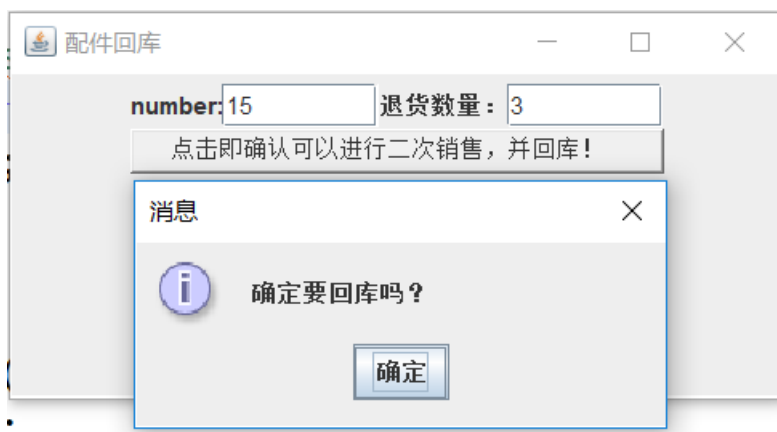 配件回库
number:15 退货数量：3
点击即确认可以进行二次销售，并回库！
消息
确定要回库吗？
确定